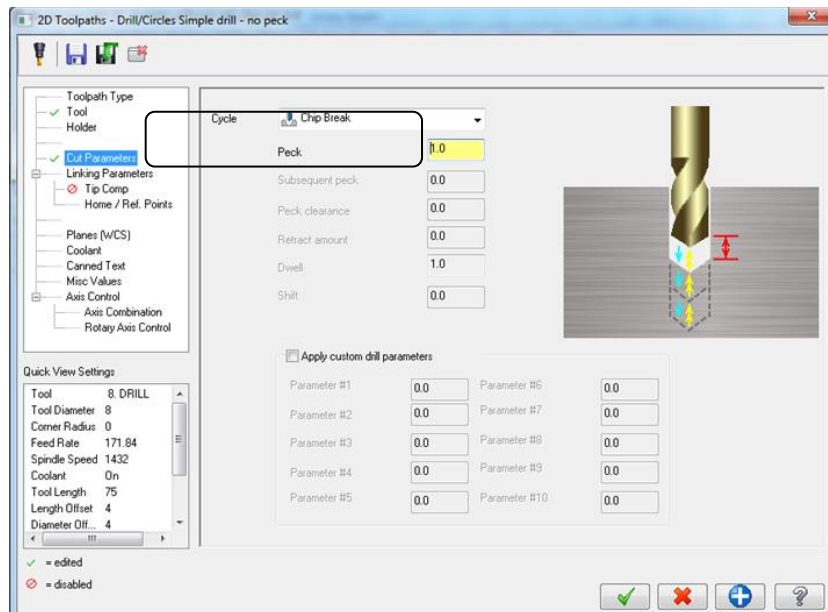 2D Toolpaths - Drill/Circles Simple drill - no peck
Toolpath Type
Tool
Holder
Cut Parameters
Linking Parameters
Tip Comp
Home / Ref. Points
Planes (WCS)
Coolant
Canned Text
Misc Values
Axis Control
Axis Combination
Rotary Axis Control
Quick View Settings
Tool 8. DRILL
Tool Diameter 8
Corner Radius 0
Feed Rate 171.84
Spindle Speed 1432
Coolant On
Tool Length 75
Length Offset 4
Diameter Off... 4
= edited
= disabled
Cycle Chip Break
Peck 1.0
Subsequent peck 0.0
Peck clearance 0.0
Retract amount 0.0
Dwell 1.0
Shift 0.0
Apply custom drill parameters
Parameter #1 0.0 Parameter #6 0.0
Parameter #2 0.0 Parameter #7 0.0
Parameter #3 0.0 Parameter #8 0.0
Parameter #4 0.0 Parameter #9 0.0
Parameter #5 0.0 Parameter #10 0.0